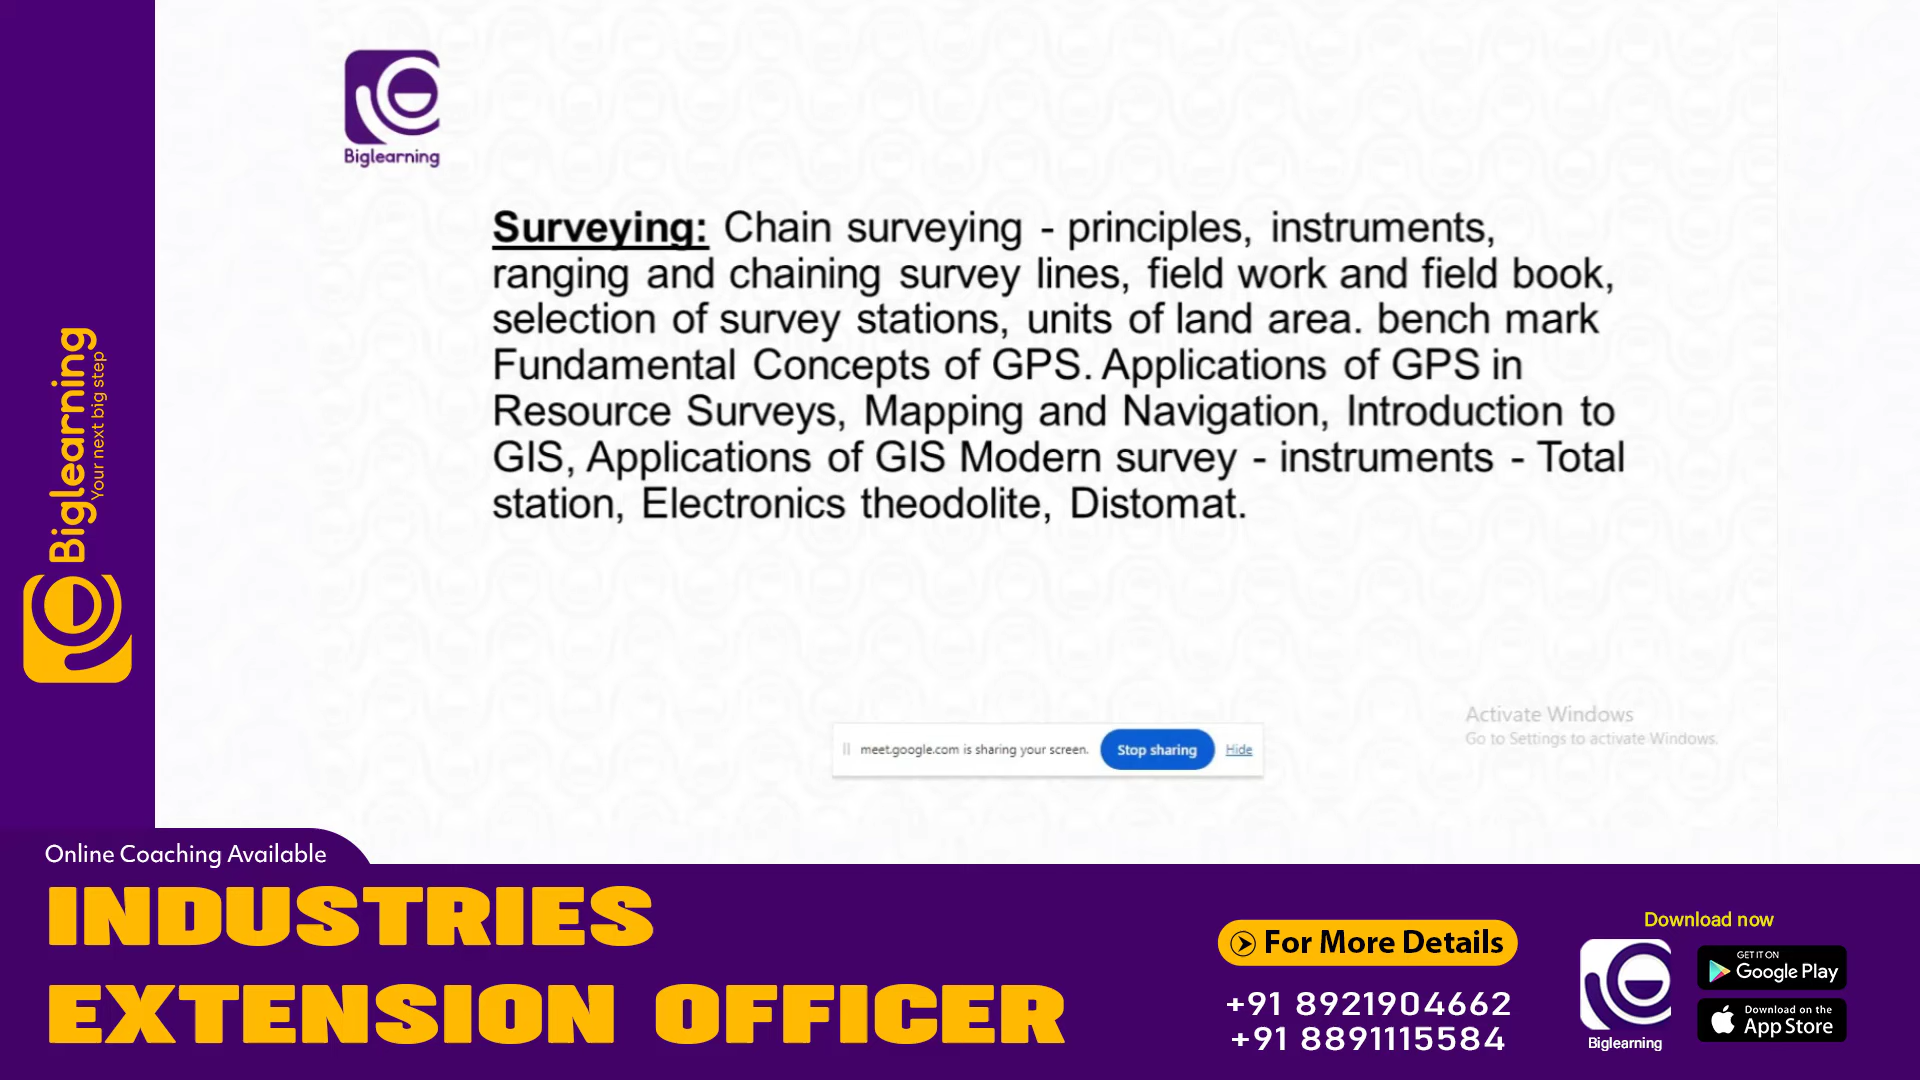 Biglearning
Surveying: Chain surveying - principles, instruments,
ranging and chaining survey lines, field work and field book,
selection of survey stations, units of land area. bench mark
Fundamental Concepts of GPS. Applications of GPS in
Resource Surveys, Mapping and Navigation, Introduction to
GIS, Applications of GIS Modern survey - instruments - Total
station, Electronics theodolite, Distomat.
Biglearning
Your next big step
Activate Windows
Go to Settings to activate Windows.
meet.google.com is sharing your screen. Stop sharing Hide
Online Coaching Available
INDUSTRIES
EXTENSION OFFICER
For More Details
+91 8921904662
+91 8891115584
Download now
GET IT ON
Google Play
Download on the
App Store
Biglearning